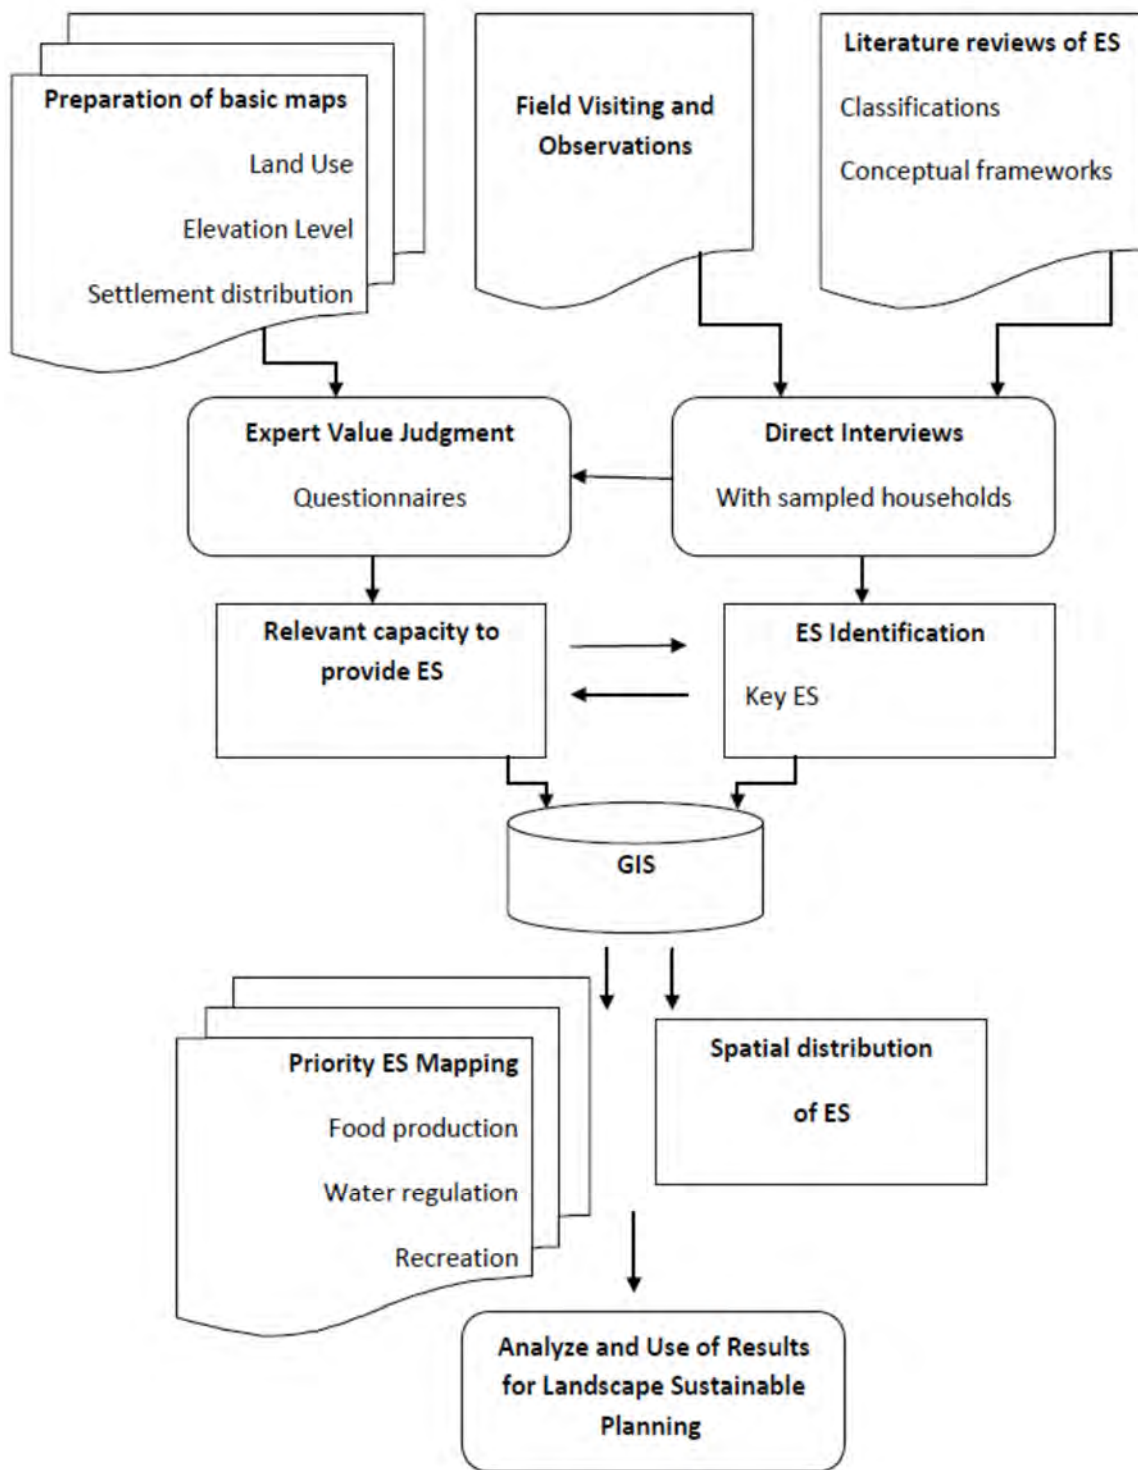 Preparation of basic maps
Land Use
Elevation Level
Settlement distribution
Field Visiting and
Observations
Literature reviews of ES
Classifications
Conceptual frameworks
Expert Value Judgment
Questionnaires
Direct Interviews
With sampled households
Relevant capacity to
provide ES
ES Identification
Key ES
GIS
Priority ES Mapping
Food production
Water regulation
Recreation
Spatial distribution
of ES
Analyze and Use of Results
for Landscape Sustainable
Planning